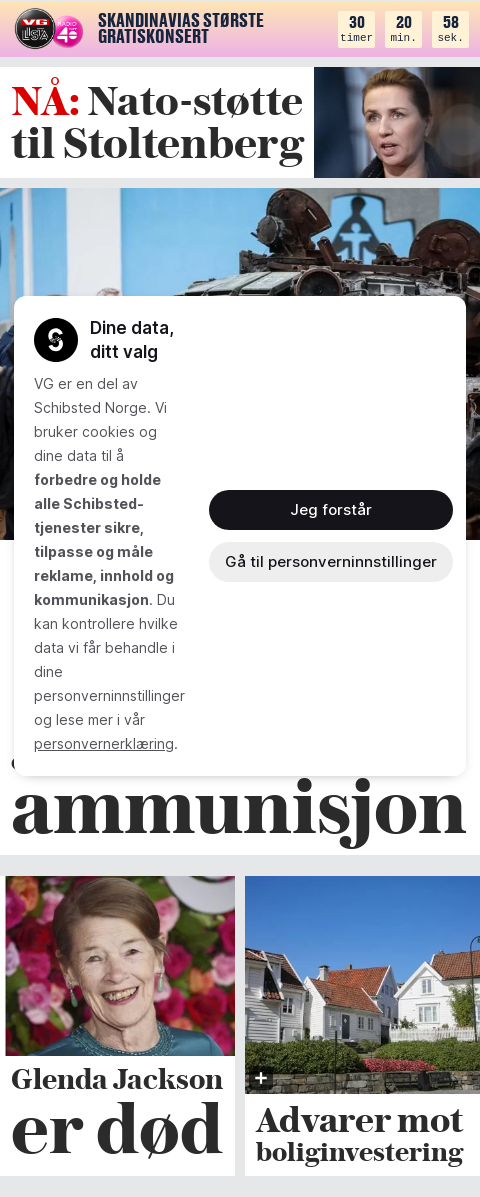 VG
LISTA
RADIO
40
SKANDINAVIAS STØRSTE
GRATISKONSERT
30
timer
20
min.
58
sek.
NÅ: Nato-støtte
til Stoltenberg
Dine data,
ditt valg
VG er en del av
Schibsted Norge. Vi
bruker cookies og
dine data til å
forbedre og holde
alle Schibsted-
tjenester sikre,
tilpasse og måle
reklame, innhold og
kommunikasjon. Du
kan kontrollere hvilke
data vi får behandle i
dine
personverninnstillinger
og lese mer i vår
personvernerklæring.
Jeg forstår
Gå til personverninnstillinger
ammunisjon
Glenda Jackson
er død
Advarer mot
boliginvestering